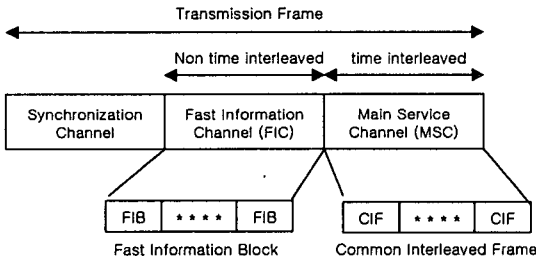 Transmission Frame
Non time interleaved time interleaved
Synchronization Channel
Fast Information Channel (FIC)
Main Service Channel (MSC)
FIB **** FIB
CIF **** CIF
Fast Information Block
Common Interleaved Frame